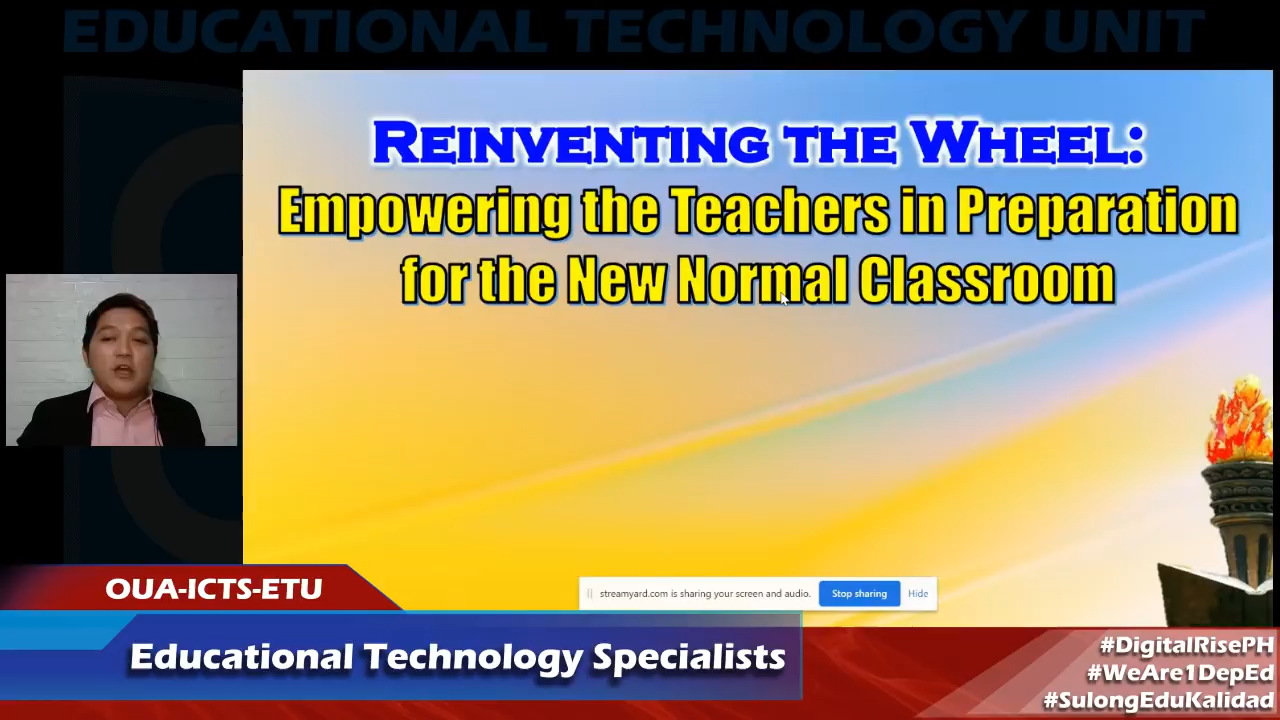 EDUCATIONAL TECHNOLOGY UNIT
REINVENTING THE WHEEL:
Empowering the Teachers in Preparation
for the New Normal Classroom
OUA-ICTS-ETU
streamyard.com is sharing your screen and audio. Stop sharing Hide
Educational Technology Specialists
#DigitalRisePH
#WeAre1DepEd
#SulongEduKalidad